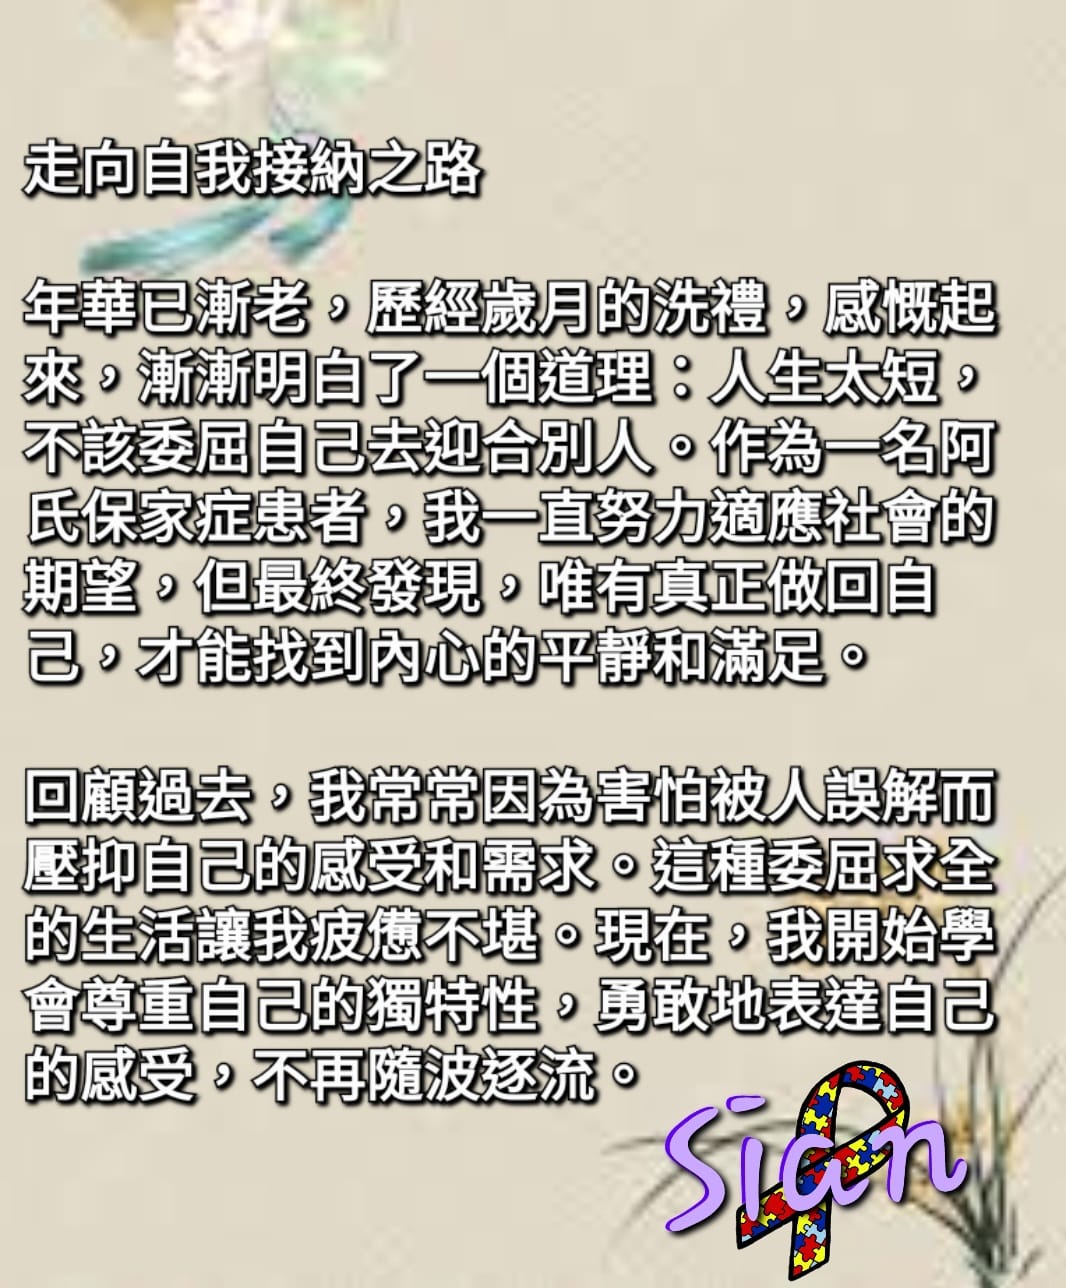 走向自我接納之路
年華已漸老，歷經歲月的洗禮，感慨起
來，漸漸明白了一個道理：人生太短，
不該委屈自己去迎合別人。作為一名阿
氏保家症患者，我一直努力適應社會的
期望，但最終發現，唯有真正做回自
己，才能找到內心的平靜和滿足。
回顧過去，我常常因為害怕被人誤解而
壓抑自己的感受和需求。這種委屈求全
的生活讓我疲憊不堪。現在，我開始學
會尊重自己的獨特性，勇敢地表達自己
的感受，不再隨波逐流。
Sian